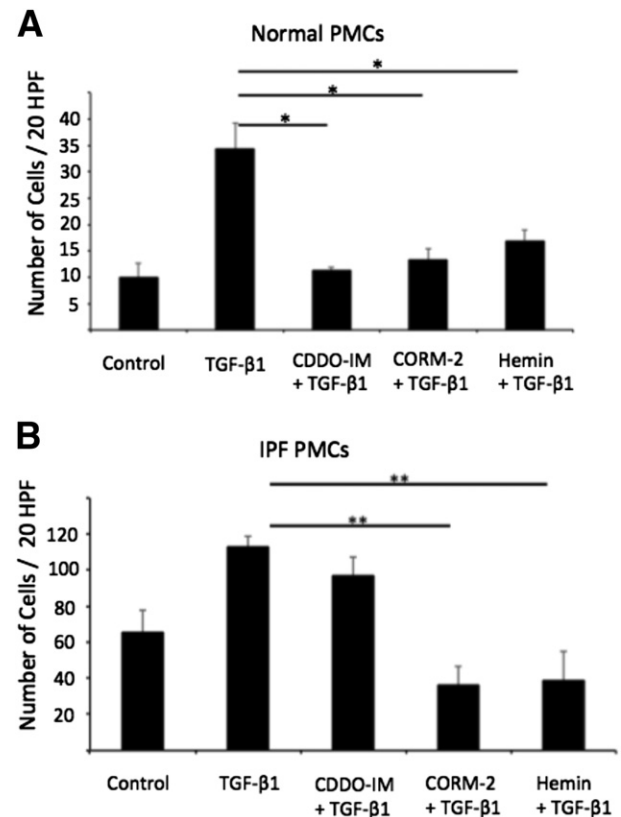 A
Normal PMCs
Number of Cells / 20 HPF
40
35
30
25
20
15
10
5
*
*
*
Control
TGF-β1
CDDO-IM
+ TGF-β1
CORM-2
+ TGF-β1
Hemin
+ TGF-β1
B
IPF PMCs
Number of Cells / 20 HPF
120
100
80
60
40
20
**
**
Control
TGF-β1
CDDO-IM
+ TGF-β1
CORM-2
+ TGF-β1
Hemin
+ TGF-β1